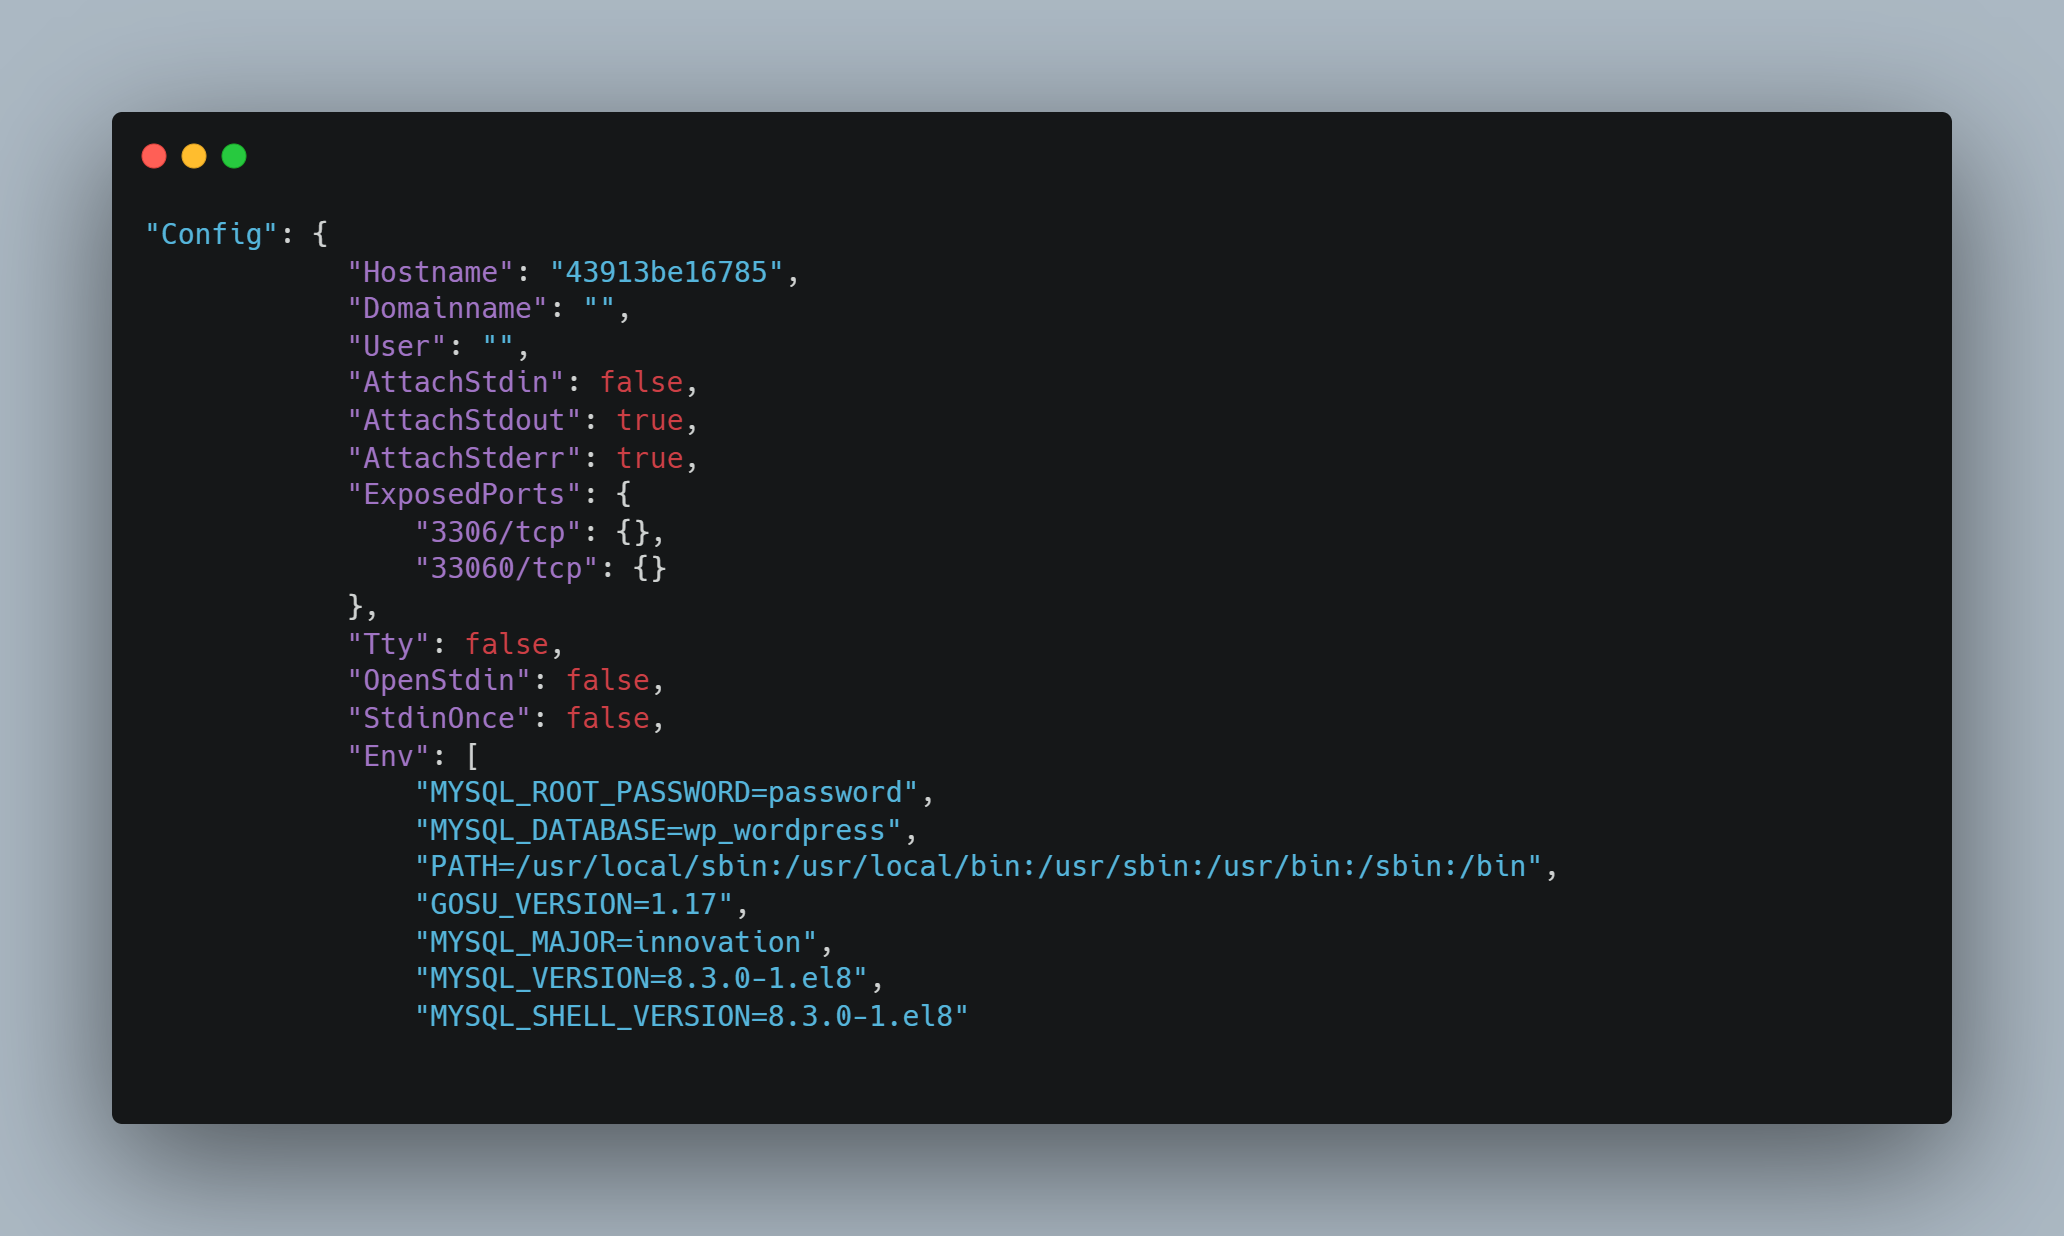 "Config": {
"Hostname": "43913be16785",
"Domainname": "",
"User": "",
"AttachStdin": false,
"AttachStdout": true,
"AttachStderr": true,
"ExposedPorts": {
"3306/tcp": {},
"33060/tcp": {}
},
"Tty": false,
"OpenStdin": false,
"StdinOnce": false,
"Env": [
"MYSQL_ROOT_PASSWORD=password",
"MYSQL_DATABASE=wp_wordpress",
"PATH=/usr/local/sbin:/usr/local/bin:/usr/sbin:/usr/bin:/sbin:/bin",
"GOSU_VERSION=1.17",
"MYSQL_MAJOR=innovation",
"MYSQL_VERSION=8.3.0-1.el8",
"MYSQL_SHELL_VERSION=8.3.0-1.el8"